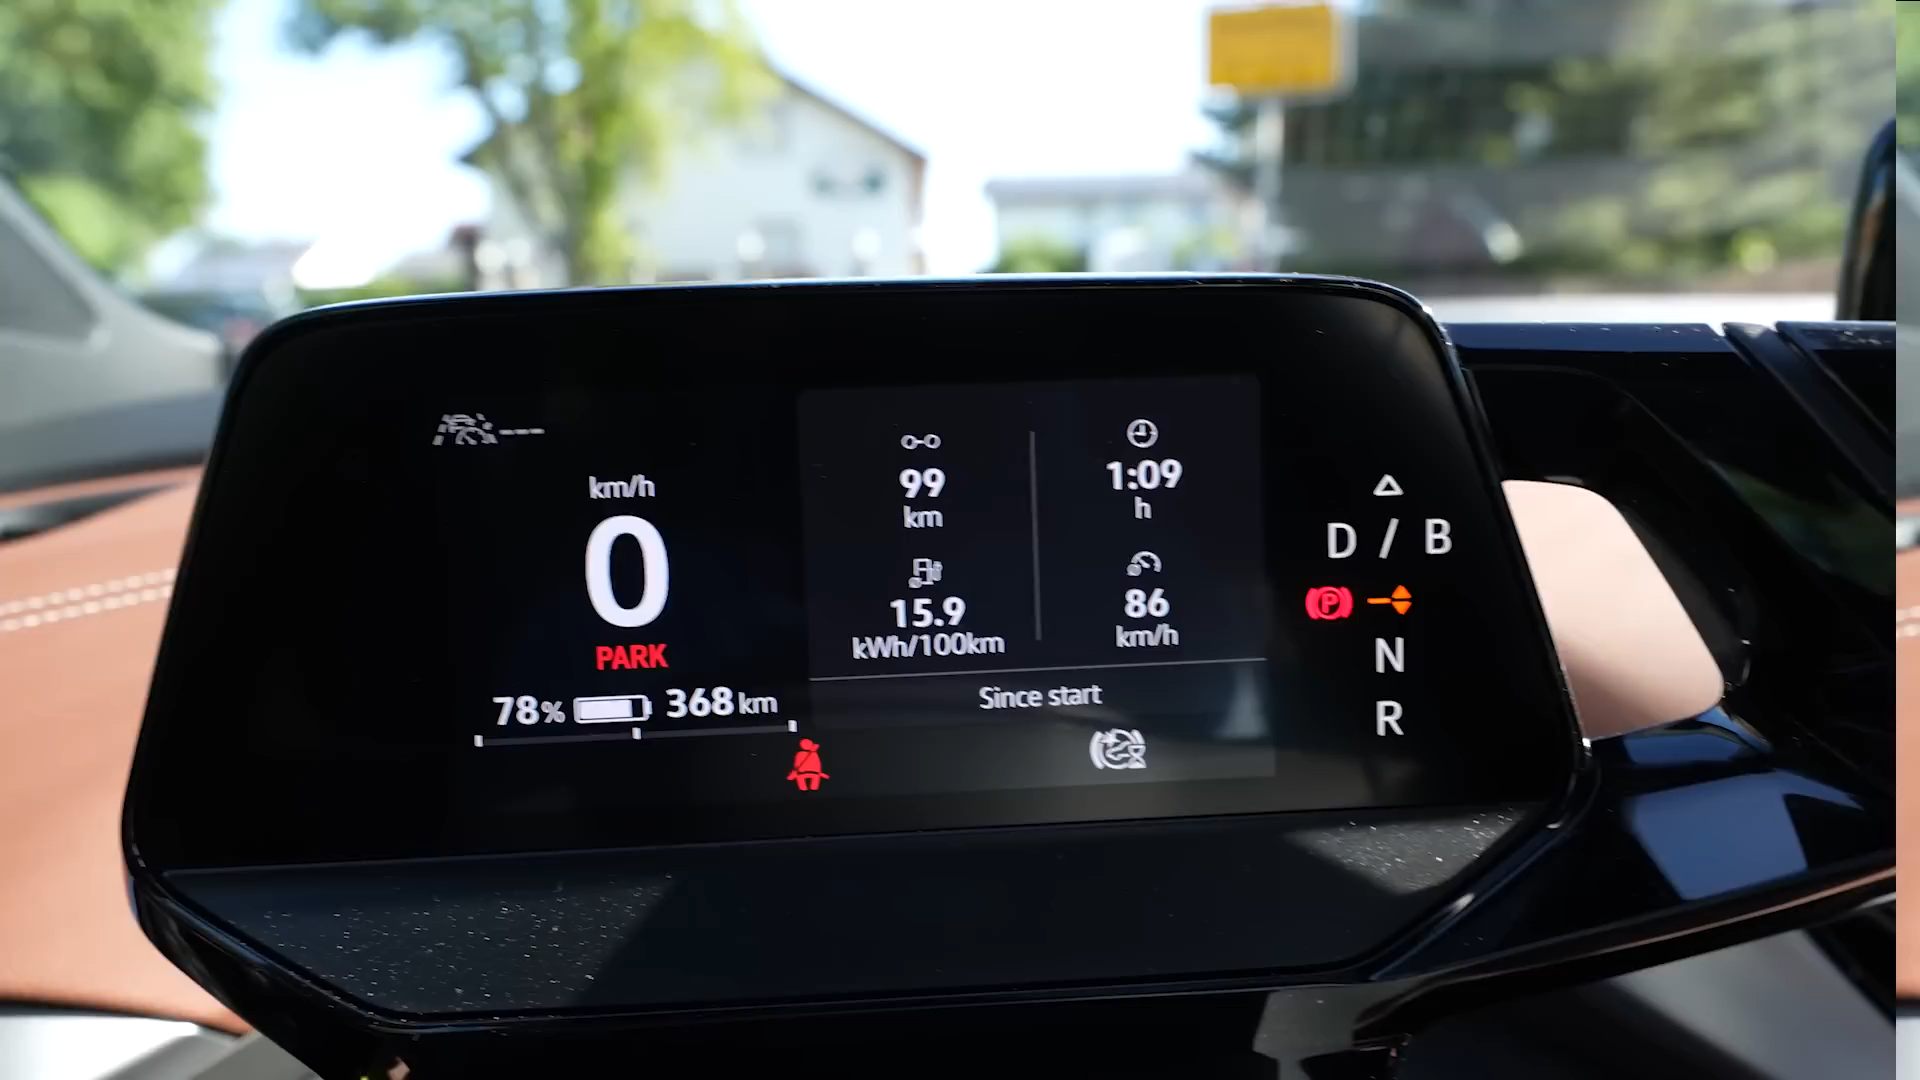 km/h
0
PARK
78% 368 km
99
km
1:09
h
15.9
kWh/100km
86
km/h
Since start
D / B
P
N
R